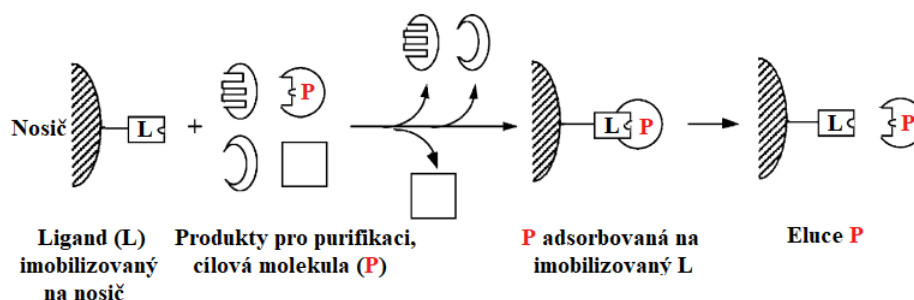 Nosič
L
+
P
L
P
L
P
Ligand (L)
imobilizovaný
na nosič
Produkty pro purifikaci,
cílová molekula (P)
P adsorbovaná na
imobilizovaný L
Eluce P